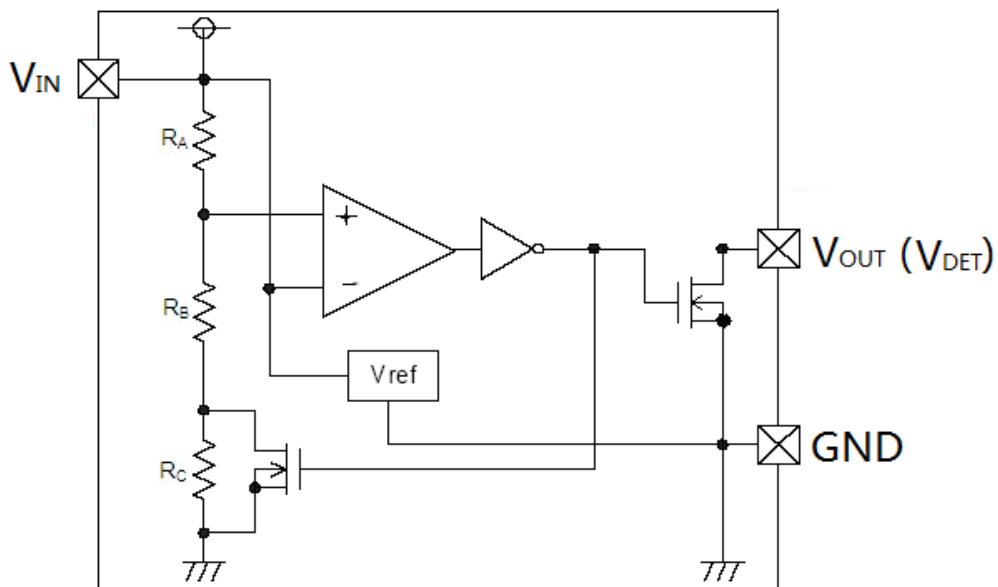 VIN
RA
+
−
VOUT (VDET)
RB
Vref
GND
RC